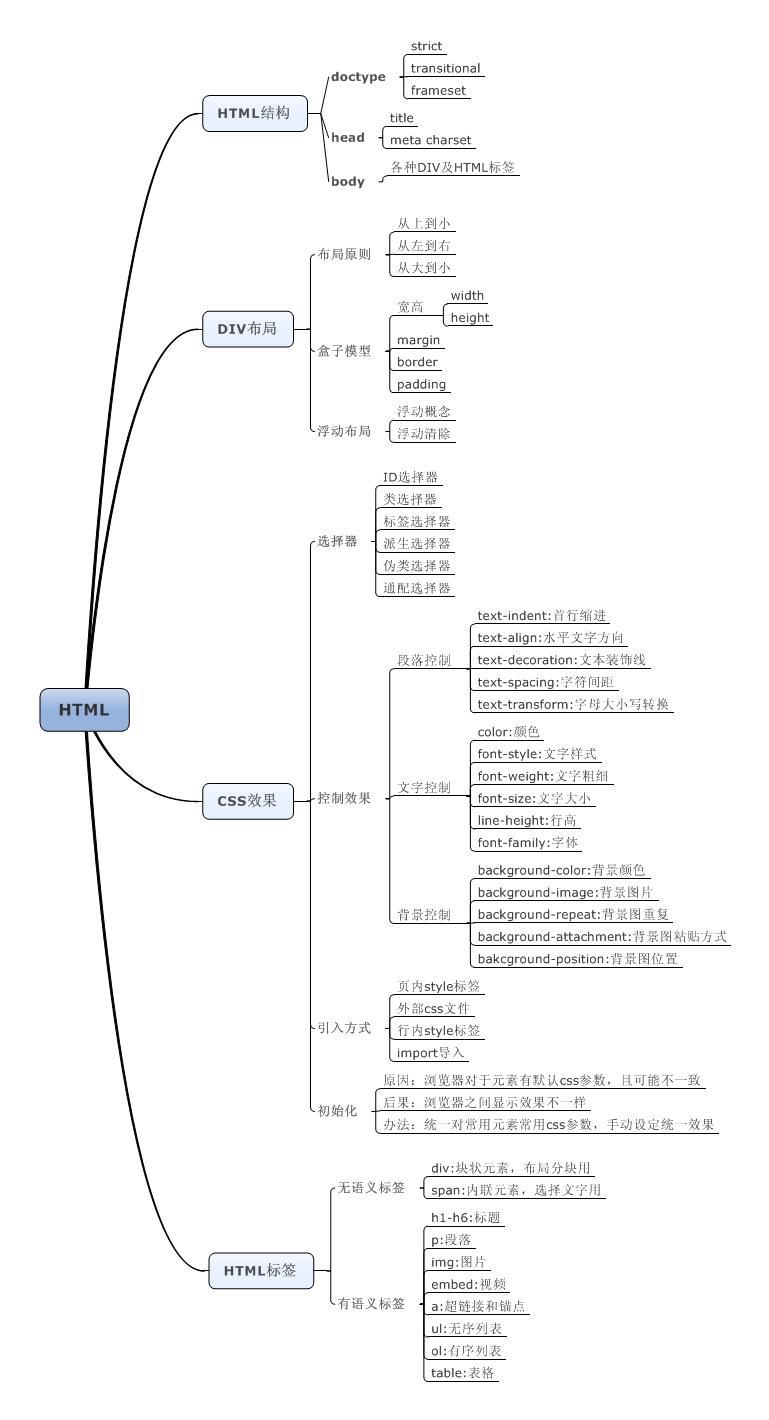 HTML
HTML结构
doctype
strict
transitional
frameset
head
title
meta charset
body
各种DIV及HTML标签
DIV布局
布局原则
从上到小
从左到右
从大到小
盒子模型
宽高
width
height
margin
border
padding
浮动布局
浮动概念
浮动清除
CSS效果
选择器
ID选择器
类选择器
标签选择器
派生选择器
伪类选择器
通配选择器
控制效果
段落控制
text-indent:首行缩进
text-align:水平文字方向
text-decoration:文本装饰线
text-spacing:字符间距
text-transform:字母大小写转换
文字控制
color:颜色
font-style:文字样式
font-weight:文字粗细
font-size:文字大小
line-height:行高
font-family:字体
背景控制
background-color:背景颜色
background-image:背景图片
background-repeat:背景图重复
background-attachment:背景图粘贴方式
bakcground-position:背景图位置
引入方式
页内style标签
外部css文件
行内style标签
import导入
初始化
原因：浏览器对于元素有默认css参数，且可能不一致
后果：浏览器之间显示效果不一样
办法：统一对常用元素常用css参数，手动设定统一效果
HTML标签
无语义标签
div:块状元素，布局分块用
span:内联元素，选择文字用
有语义标签
h1-h6:标题
p:段落
img:图片
embed:视频
a:超链接和锚点
ul:无序列表
ol:有序列表
table:表格